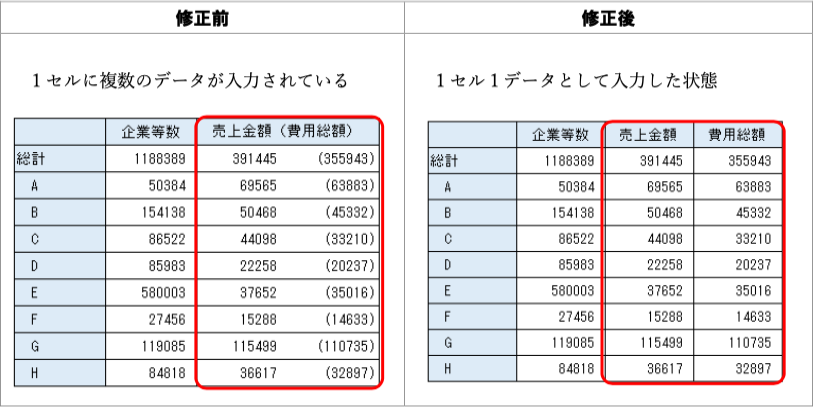 修正前
修正後
1セルに複数のデータが入力されている
1セル1データとして入力した状態
企業等数 売上金額（費用総額）
総計 1188389 391445 (355943)
A 50384 69565 (63883)
B 154138 50468 (45332)
C 86522 44098 (33210)
D 85983 22258 (20237)
E 580003 37652 (35016)
F 27456 15288 (14633)
G 119085 115499 (110735)
H 84818 36617 (32897)
企業等数 売上金額 費用総額
総計 1188389 391445 355943
A 50384 69565 63883
B 154138 50468 45332
C 86522 44098 33210
D 85983 22258 20237
E 580003 37652 35016
F 27456 15288 14633
G 119085 115499 110735
H 84818 36617 32897